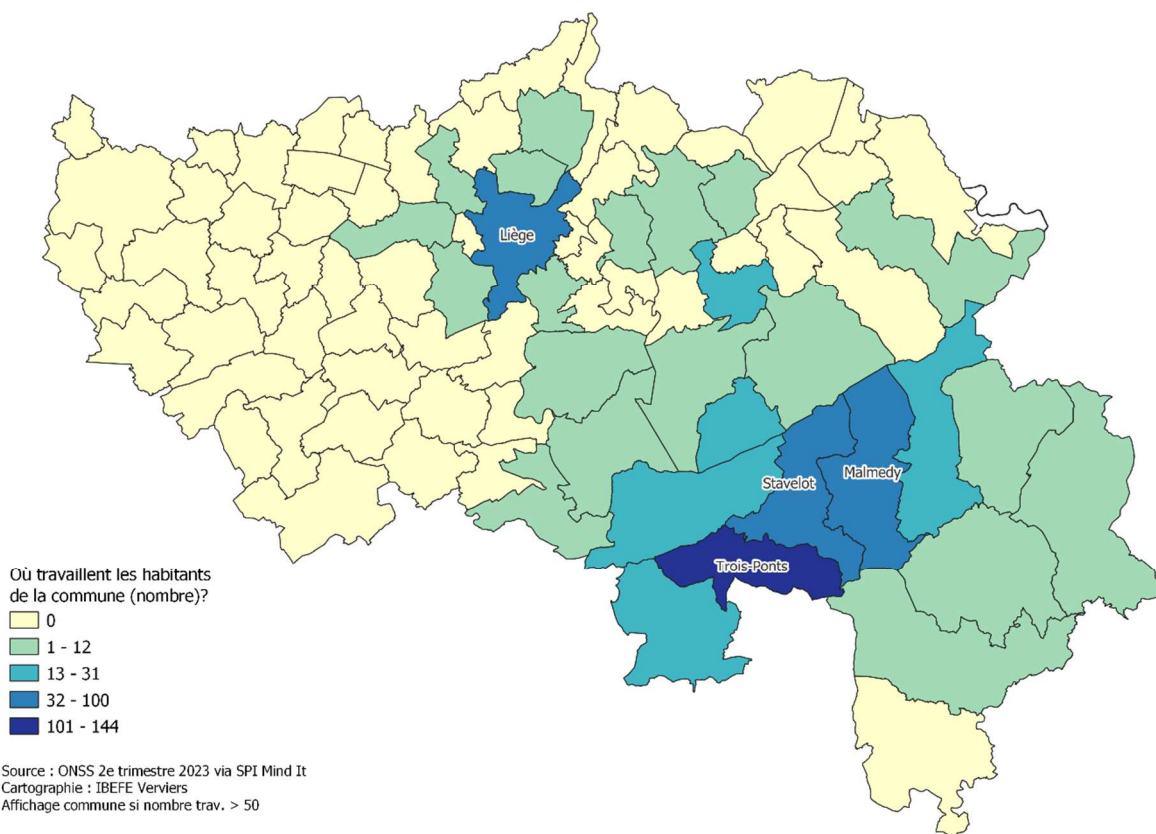 Liège
Stavelot
Malmedy
Trois-Ponts
Où travaillent les habitants
de la commune (nombre)?
0
1 - 12
13 - 31
32 - 100
101 - 144
Source : ONSS 2e trimestre 2023 via SPI Mind It
Cartographie : IBEFE Verviers
Affichage commune si nombre trav. > 50